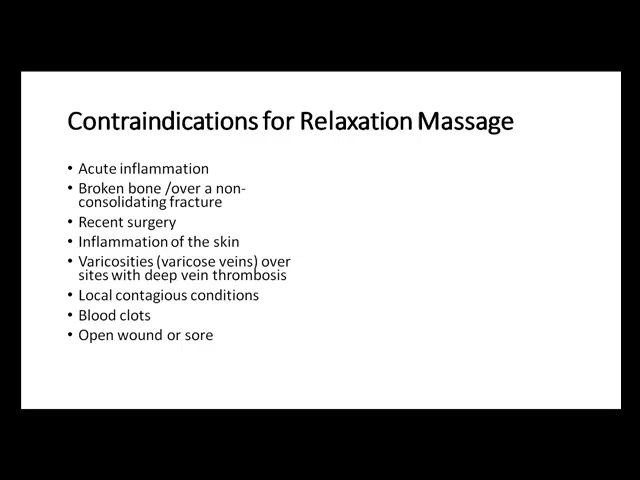 Contraindications for Relaxation Massage
• Acute inflammation
• Broken bone /over a non-
consolidating fracture
• Recent surgery
• Inflammation of the skin
• Varicosities (varicose veins) over
sites with deep vein thrombosis
• Local contagious conditions
• Blood clots
• Open wound or sore